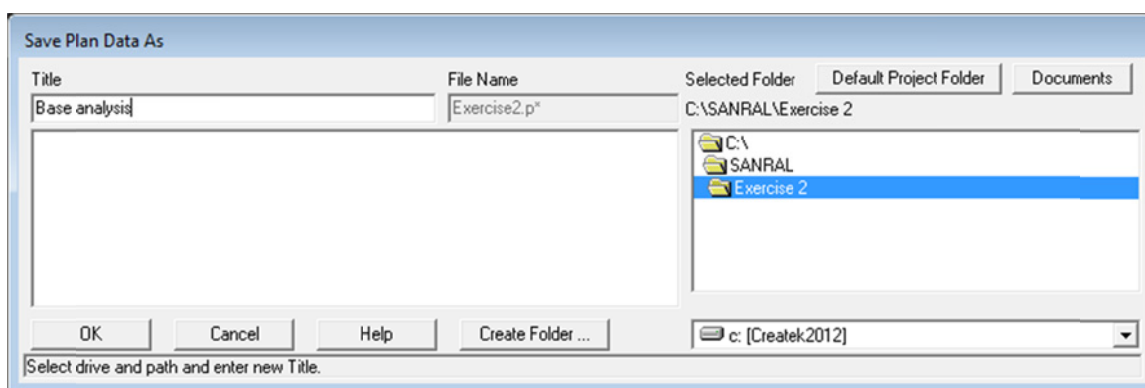 Save Plan Data As
Title File Name Selected Folder Default Project Folder Documents
Base analysis Exercise2.p* C:\SANRAL\Exercise 2
C:\
SANRAL
Exercise 2
OK Cancel Help Create Folder ... c: [Createk2012]
Select drive and path and enter new Title.